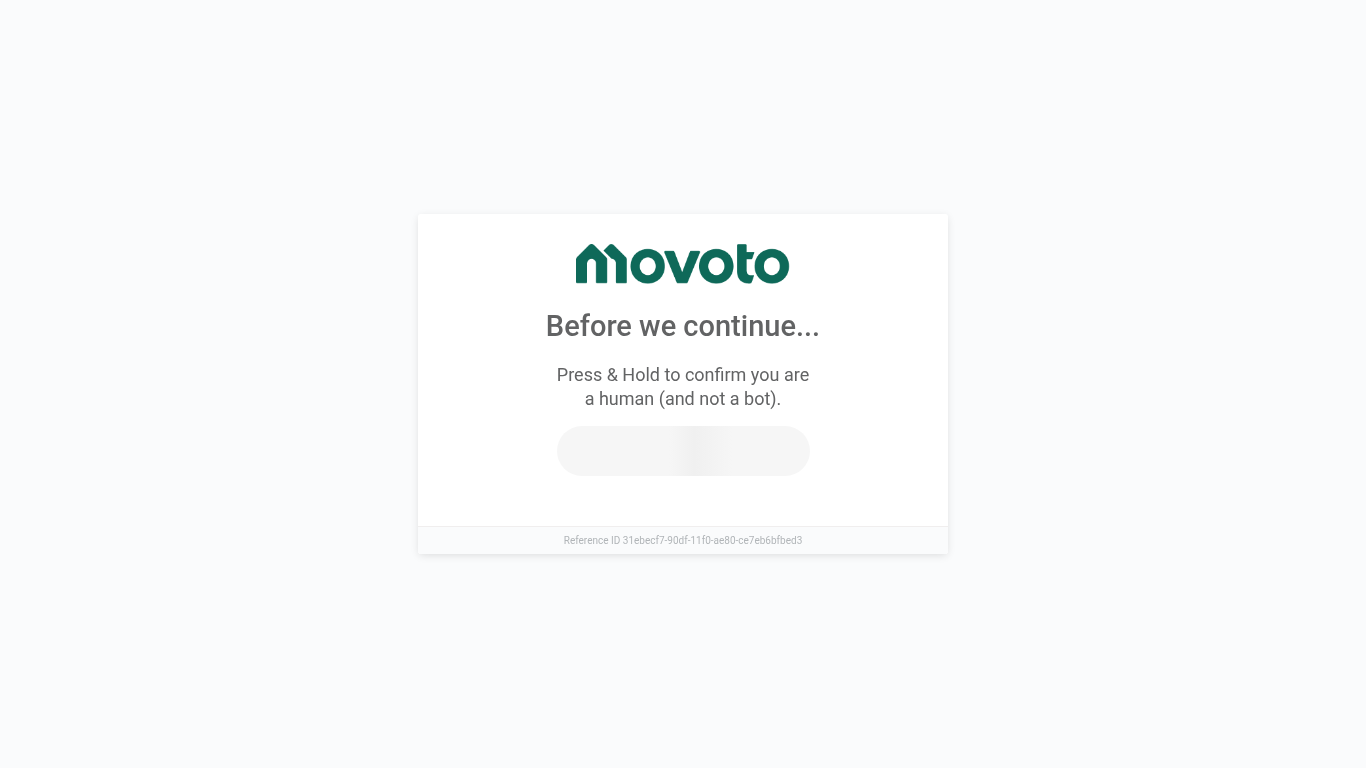 movoto
Before we continue...
Press & Hold to confirm you are
a human (and not a bot).
Reference ID 31ebecf7-90df-11f0-ae80-ce7eb6bfbed3